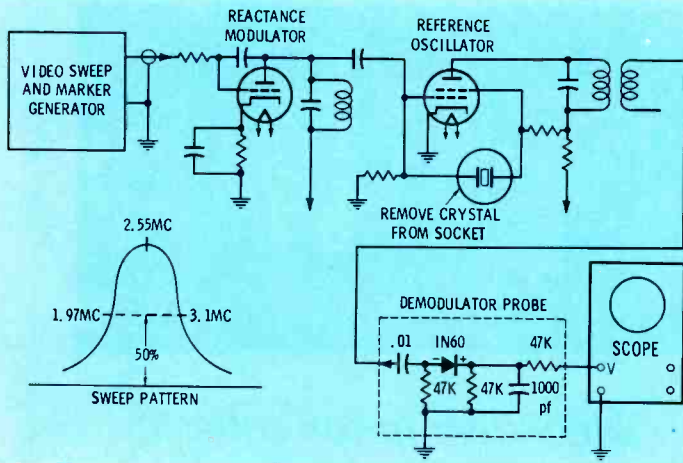 REACTANCE
MODULATOR
REFERENCE
OSCILLATOR
VIDEO SWEEP
AND MARKER
GENERATOR
REMOVE CRYSTAL
FROM SOCKET
2.55MC
1.97MC
3.1MC
50%
SWEEP PATTERN
DEMODULATOR PROBE
.01
IN60
47K
- +
47K
47K
1000
pf
SCOPE
V